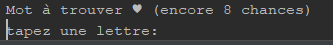 Mot à trouver ♥ (encore 8 chances)
tapez une lettre: